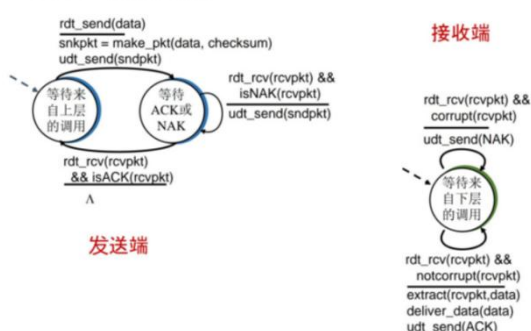 rdt_send(data)
snkpkt = make_pkt(data, checksum)
udt_send(sndpkt)
等待来
自上层
的调用
等待
ACK或
NAK
rdt_rcv(rcvpkt) &&
isNAK(rcvpkt)
udt_send(sndpkt)
rdt_rcv(rcvpkt)
&& isACK(rcvpkt)
Λ
发送端
接收端
rdt_rcv(rcvpkt) &&
corrupt(rcvpkt)
udt_send(NAK)
等待来
自下层
的调用
rdt_rcv(rcvpkt) &&
notcorrupt(rcvpkt)
extract(rcvpkt,data)
deliver_data(data)
udt_send(ACK)